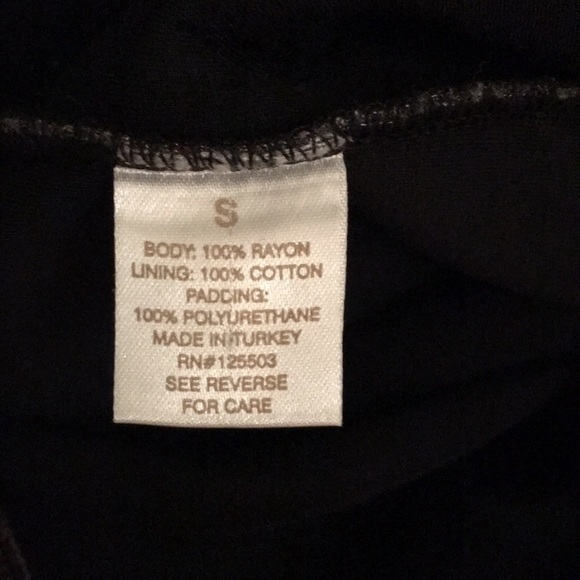 S
BODY: 100% RAYON
LINING: 100% COTTON
PADDING:
100% POLYURETHANE
MADE IN TURKEY
RN#125503
SEE REVERSE
FOR CARE